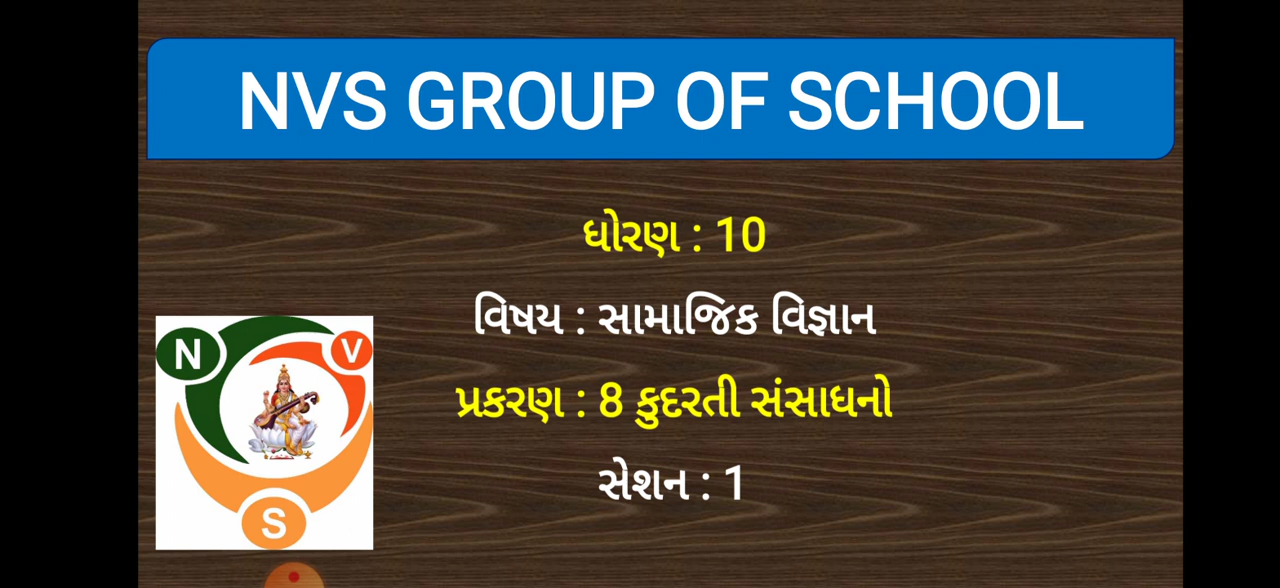 NVS GROUP OF SCHOOL
ધોરણ : 10
વિષય : સામાજિક વિજ્ઞાન
પ્રકરણ : 8 કુદરતી સંસાધનો
સેશન : 1
N
V
S